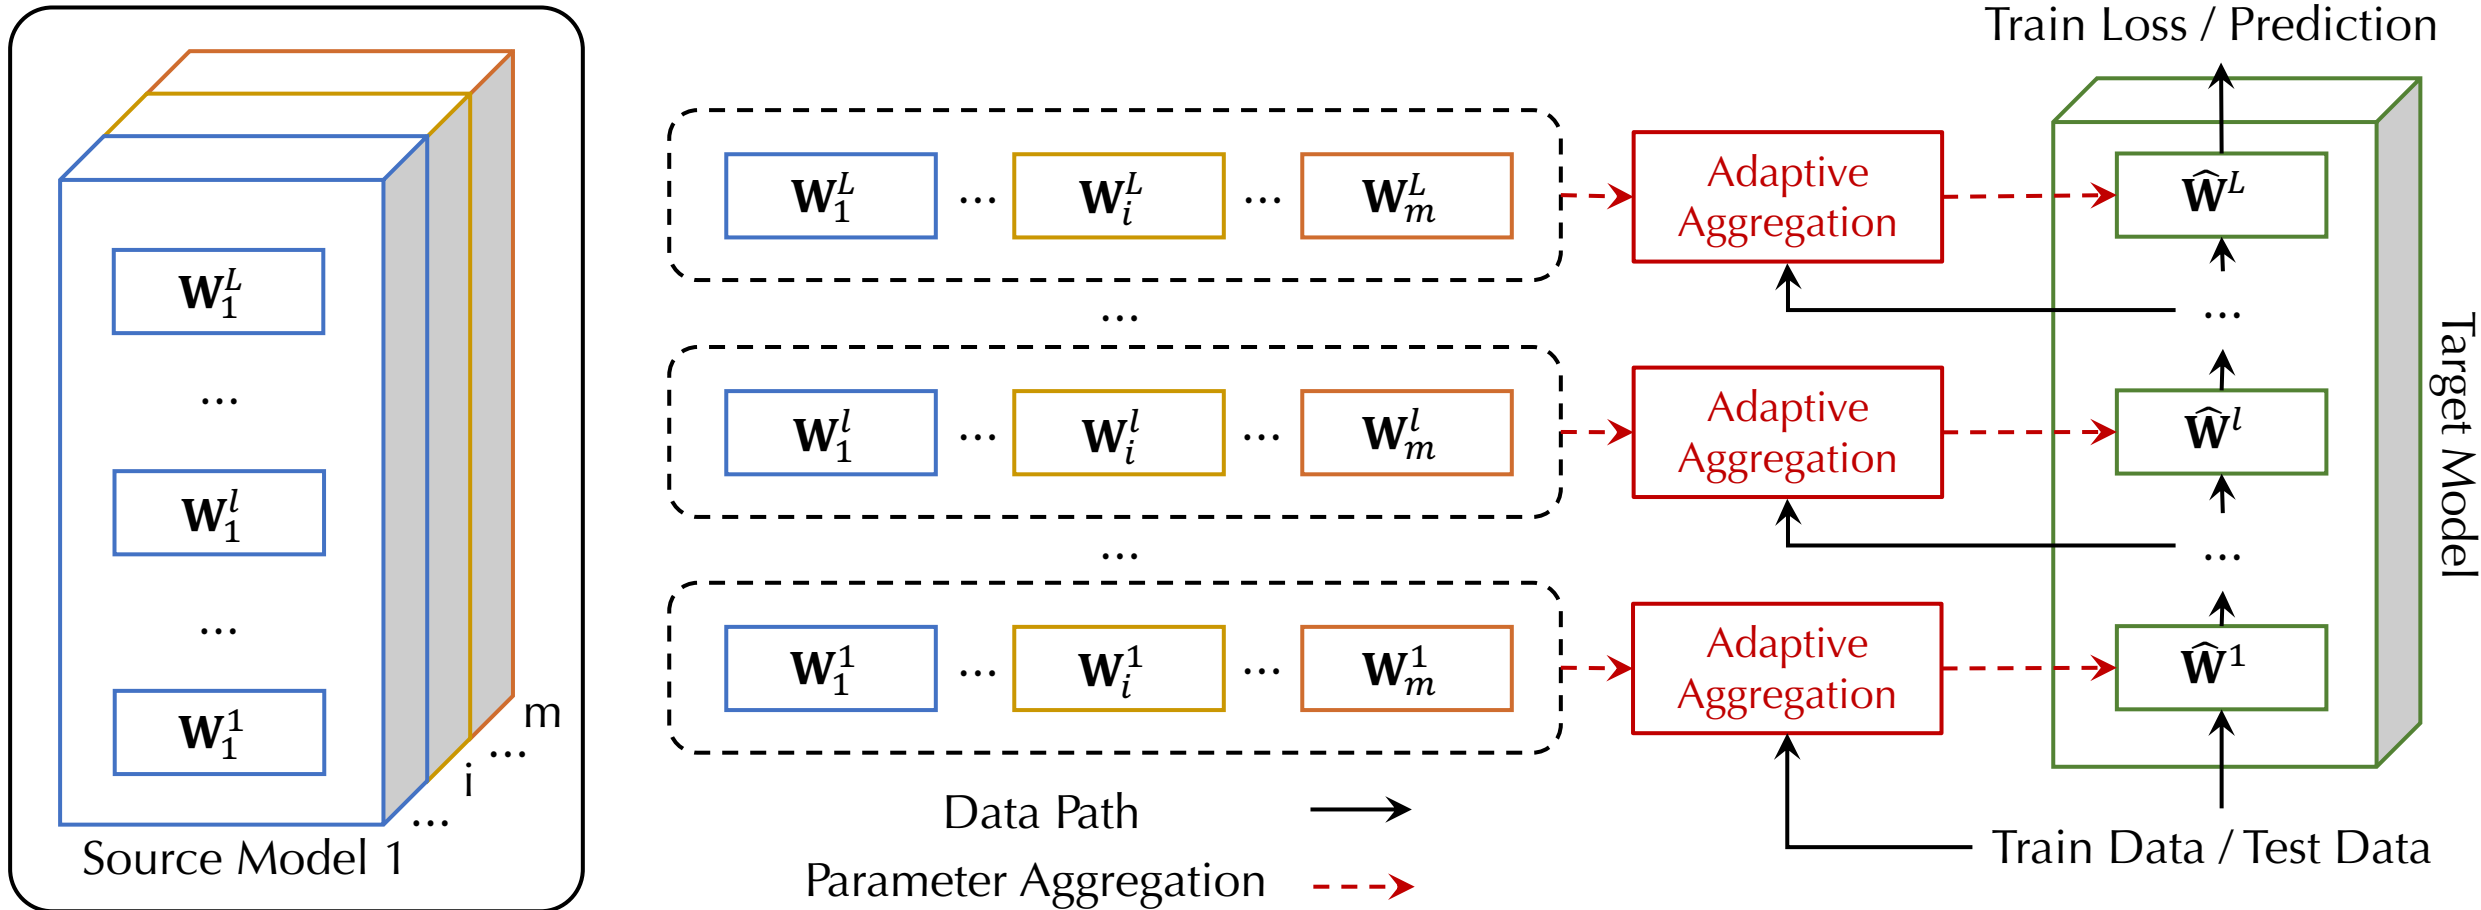 Train Loss / Prediction
W_1^L
...
W_1^l
...
W_1^1
Source Model 1
...
i
...
m
W_1^L ... W_i^L ... W_m^L
...
W_1^l ... W_i^l ... W_m^l
...
W_1^1 ... W_i^1 ... W_m^1
Adaptive
Aggregation
Adaptive
Aggregation
Adaptive
Aggregation
Ŵ^L
...
Ŵ^l
...
Ŵ^1
Target Model
Data Path
Parameter Aggregation
Train Data / Test Data